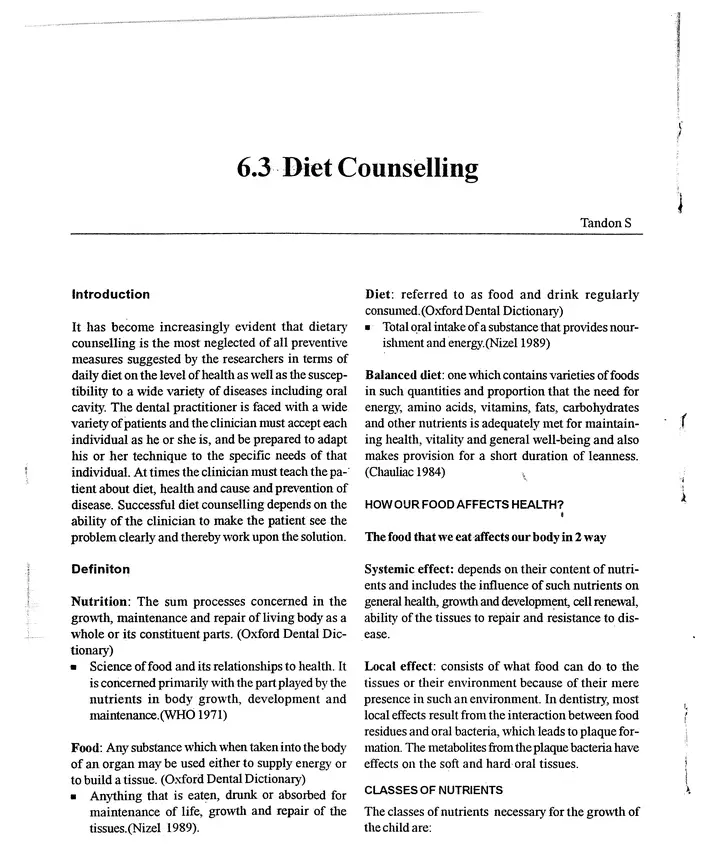 6.3 Diet Counselling
Tandon S
Introduction
It has become increasingly evident that dietary
counselling is the most neglected of all preventive
measures suggested by the researchers in terms of
daily diet on the level of health as well as the suscep-
tibility to a wide variety of diseases including oral
cavity. The dental practitioner is faced with a wide
variety of patients and the clinician must accept each
individual as he or she is, and be prepared to adapt
his or her technique to the specific needs of that
individual. At times the clinician must teach the pa-
tient about diet, health and cause and prevention of
disease. Successful diet counselling depends on the
ability of the clinician to make the patient see the
problem clearly and thereby work upon the solution.
Definiton
Nutrition: The sum processes concerned in the
growth, maintenance and repair of living body as a
whole or its constituent parts. (Oxford Dental Dic-
tionary)
▪ Science of food and its relationships to health. It
is concerned primarily with the part played by the
nutrients in body growth, development and
maintenance.(WHO 1971)
Food: Any substance which when taken into the body
of an organ may be used either to supply energy or
to build a tissue. (Oxford Dental Dictionary)
▪ Anything that is eaten, drunk or absorbed for
maintenance of life, growth and repair of the
tissues.(Nizel 1989).
Diet: referred to as food and drink regularly
consumed.(Oxford Dental Dictionary)
▪ Total oral intake of a substance that provides nour-
ishment and energy.(Nizel 1989)
Balanced diet: one which contains varieties of foods
in such quantities and proportion that the need for
energy, amino acids, vitamins, fats, carbohydrates
and other nutrients is adequately met for maintain-
ing health, vitality and general well-being and also
makes provision for a short duration of leanness.
(Chauliac 1984)
HOW OUR FOOD AFFECTS HEALTH?
The food that we eat affects our body in 2 way
Systemic effect: depends on their content of nutri-
ents and includes the influence of such nutrients on
general health, growth and development, cell renewal,
ability of the tissues to repair and resistance to dis-
ease.
Local effect: consists of what food can do to the
tissues or their environment because of their mere
presence in such an environment. In dentistry, most
local effects result from the interaction between food
residues and oral bacteria, which leads to plaque for-
mation. The metabolites from the plaque bacteria have
effects on the soft and hard oral tissues.
CLASSES OF NUTRIENTS
The classes of nutrients necessary for the growth of
the child are: